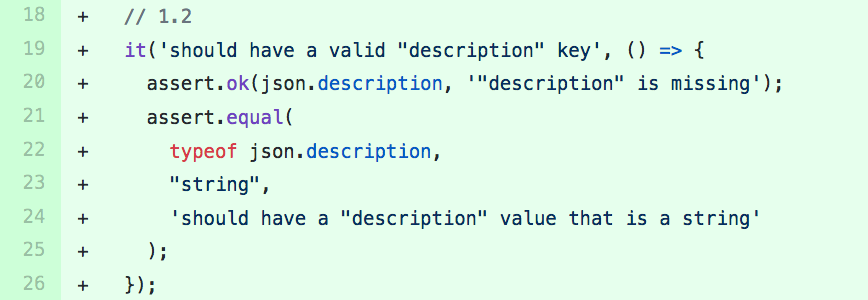 18 + // 1.2
19 + it('should have a valid "description" key', () => {
20 + assert.ok(json.description, '"description" is missing');
21 + assert.equal(
22 + typeof json.description,
23 + "string",
24 + 'should have a "description" value that is a string'
25 + );
26 + });